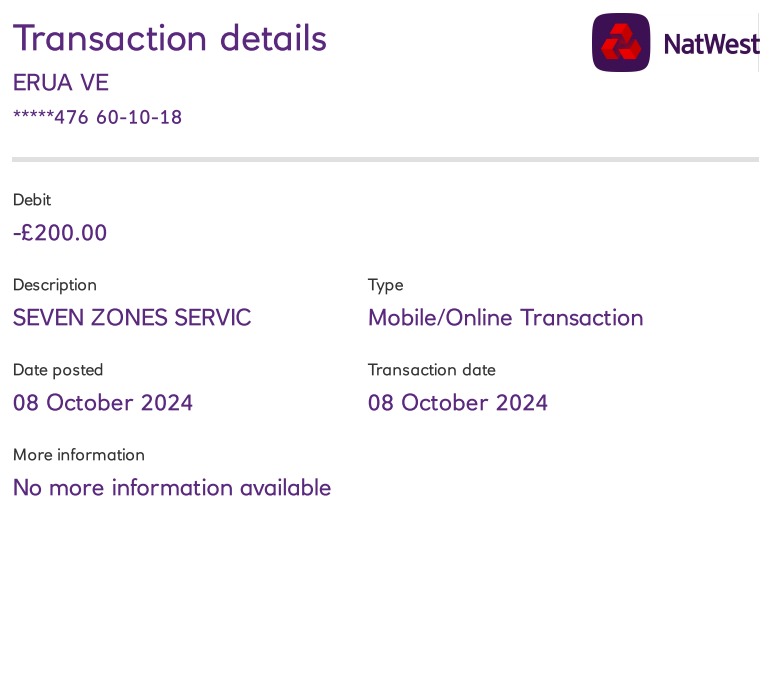 Transaction details
NatWest
ERUA VE
*****476 60-10-18
Debit
-£200.00
Description
Type
SEVEN ZONES SERVIC
Mobile/Online Transaction
Date posted
Transaction date
08 October 2024
08 October 2024
More information
No more information available